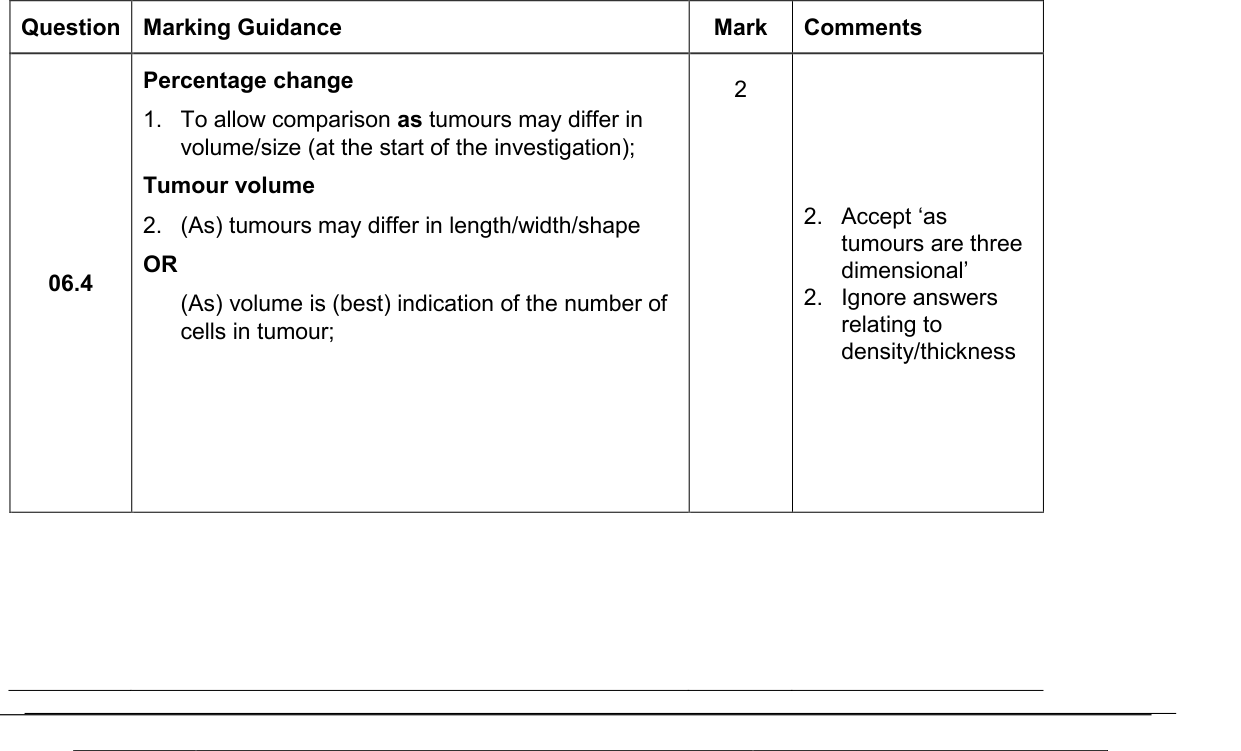 Question Marking Guidance Mark Comments
Percentage change
2
1. To allow comparison as tumours may differ in
volume/size (at the start of the investigation);
Tumour volume
2. (As) tumours may differ in length/width/shape
OR
06.4
(As) volume is (best) indication of the number of
cells in tumour;
2. Accept ‘as
tumours are three
dimensional’
2. Ignore answers
relating to
density/thickness